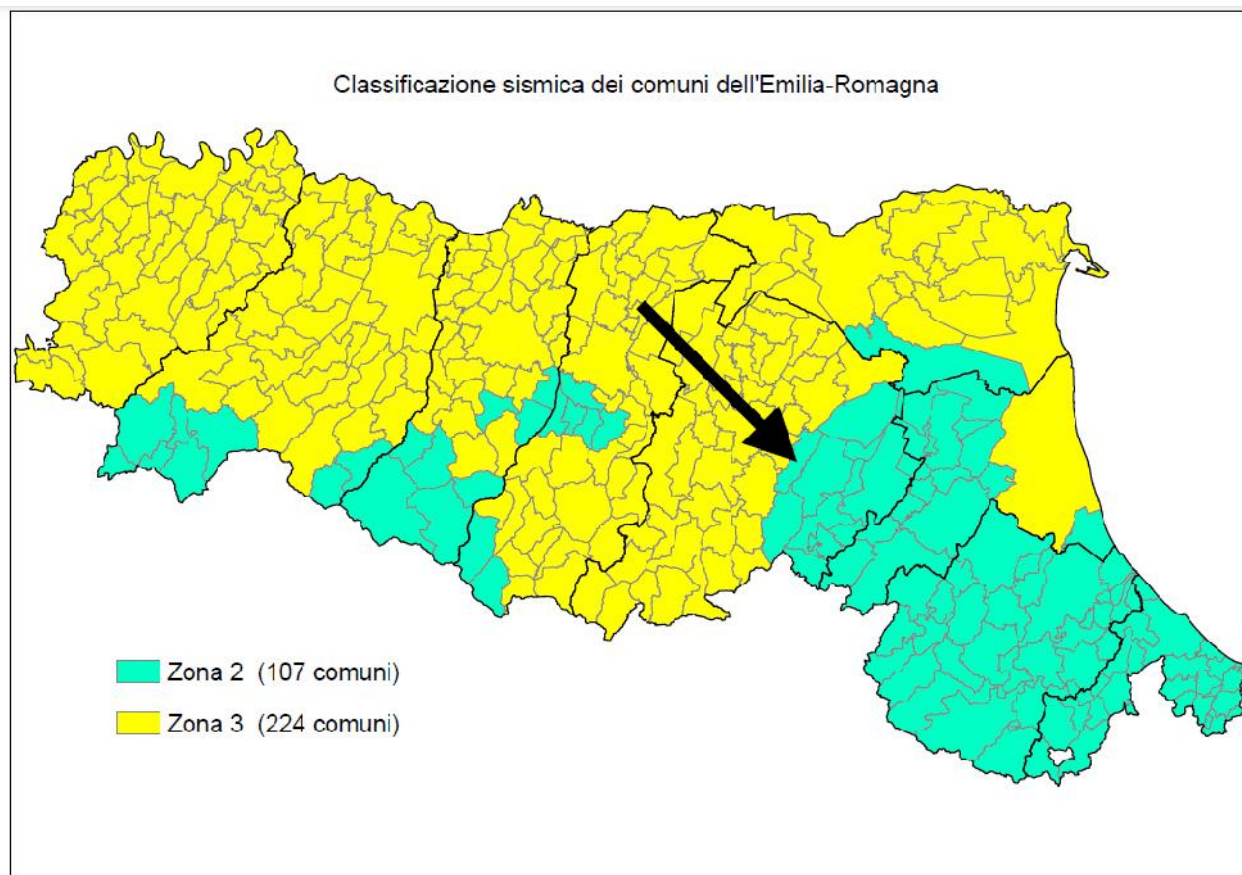 Classificazione sismica dei comuni dell'Emilia-Romagna
Zona 2 (107 comuni)
Zona 3 (224 comuni)